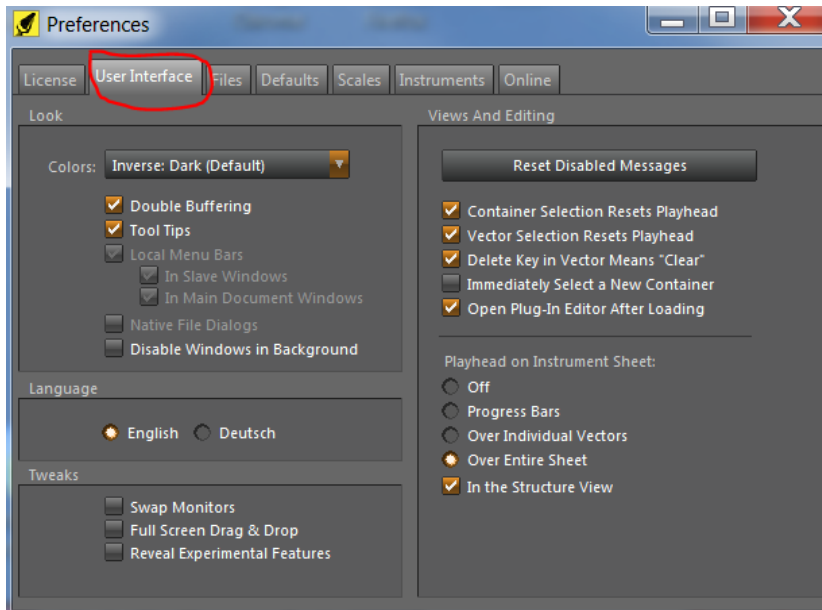 Preferences
License User Interface Files Defaults Scales Instruments Online
Look
Colors: Inverse: Dark (Default)
Double Buffering
Tool Tips
Local Menu Bars
In Slave Windows
In Main Document Windows
Native File Dialogs
Disable Windows in Background
Language
English Deutsch
Tweaks
Swap Monitors
Full Screen Drag & Drop
Reveal Experimental Features
Views And Editing
Reset Disabled Messages
Container Selection Resets Playhead
Vector Selection Resets Playhead
Delete Key in Vector Means "Clear"
Immediately Select a New Container
Open Plug-In Editor After Loading
Playhead on Instrument Sheet:
Off
Progress Bars
Over Individual Vectors
Over Entire Sheet
In the Structure View